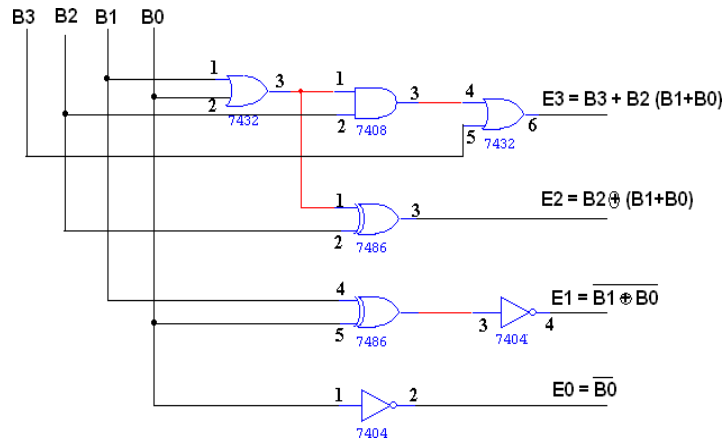 B3 B2 B1 B0
1 3 1 3 4
2 7432 2 7408 5 7432 6
E3 = B3 + B2 (B1+B0)
1 3
2 7486
E2 = B2 ⊕ (B1+B0)
4
5 7486 3 7404 4
E1 = B1 ⊕ B0
1 2
7404
E0 = B0